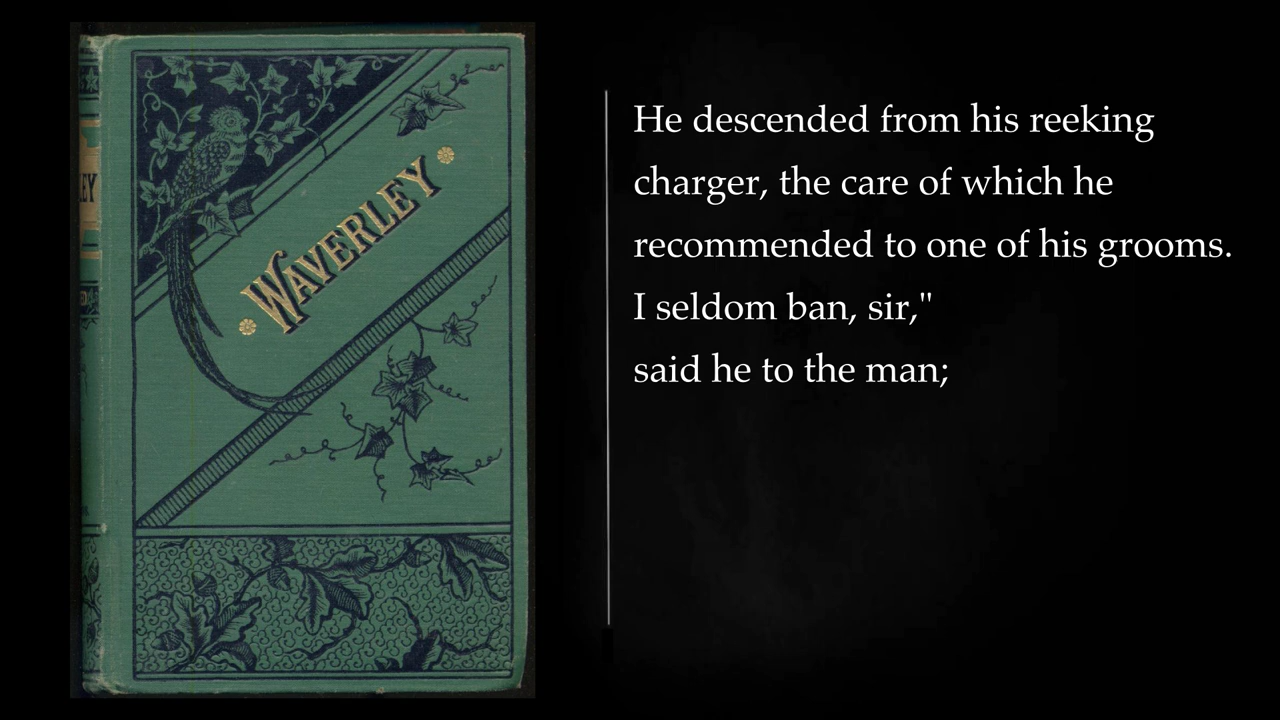 WAVERLEY
EY
He descended from his reeking
charger, the care of which he
recommended to one of his grooms.
I seldom ban, sir,"
said he to the man;